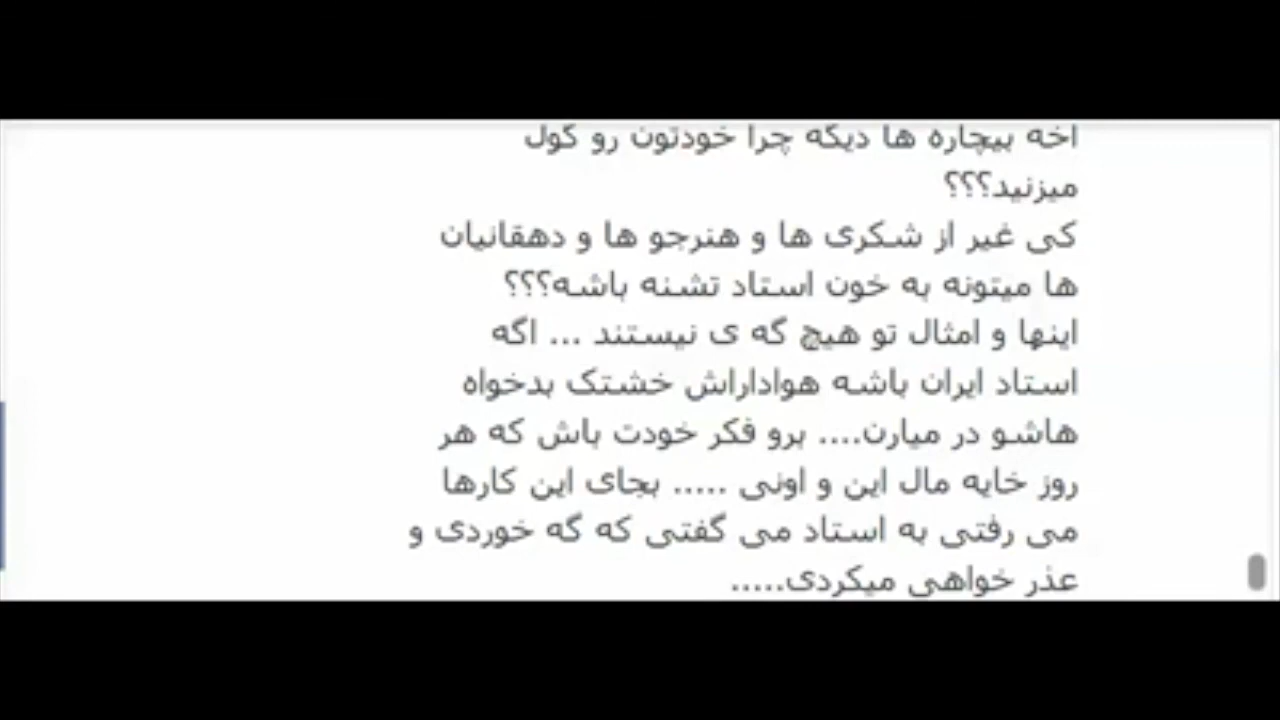 اخه بیچاره ها دیگه چرا خودتون رو گول
میزنید؟؟؟
کی غیر از شکری ها و هنرجو ها و دهقانیان
ها میتونه به خون استاد تشنه باشه؟؟؟
اینها و امثال تو هیچ گه ی نیستند ... اگه
استاد ایران باشه هواداراش خشتک بدخواه
هاشو در میارن.... برو فکر خودت باش که هر
روز خایه مال این و اونی ..... بجای این کارها
می رفتی به استاد می گفتی که گه خوردی و
عذر خواهی میکردی.....